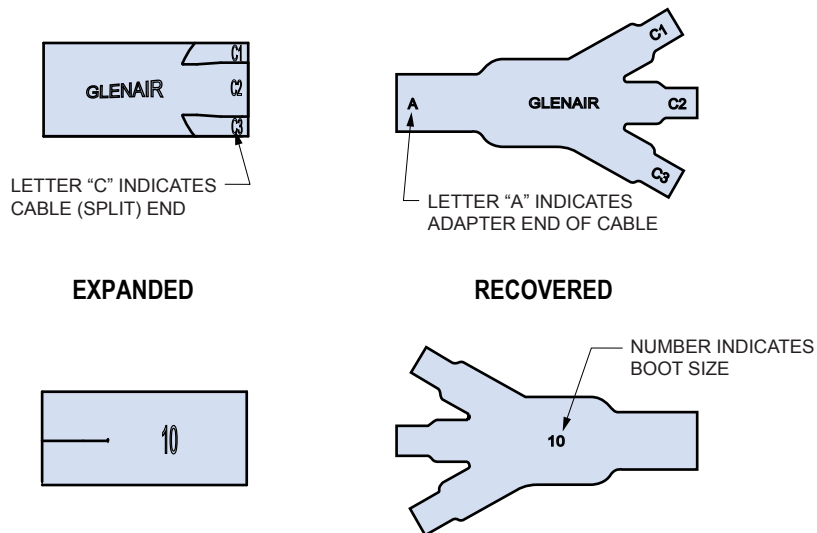 C1
GLENAIR
C2
C3
LETTER “C” INDICATES
CABLE (SPLIT) END
C1
A
GLENAIR
C2
C3
LETTER “A” INDICATES
ADAPTER END OF CABLE
EXPANDED
RECOVERED
10
NUMBER INDICATES
BOOT SIZE
10